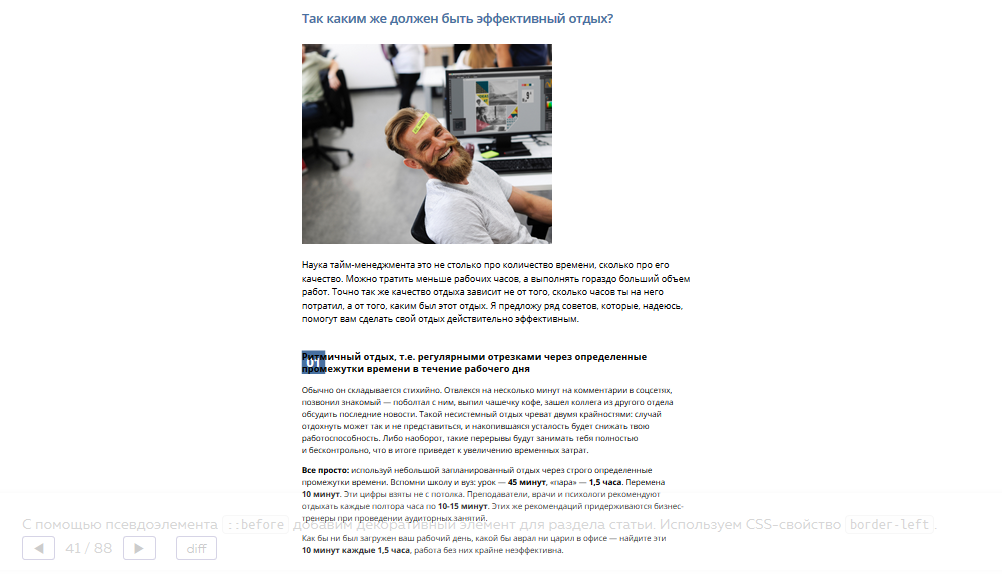 Так каким же должен быть эффективный отдых?
Наука тайм-менеджмента это не столько про количество времени, сколько про его
качество. Можно тратить меньше рабочих часов, а выполнять гораздо больший объем
работ. Точно так же качество отдыха зависит не от того, сколько часов ты на него
потратил, а от того, каким был этот отдых. Я предложу ряд советов, которые, надеюсь,
помогут вам сделать свой отдых действительно эффективным.
01
Ритмичный отдых, т.е. регулярными отрезками через определенные
промежутки времени в течение рабочего дня
Обычно он складывается стихийно. Отвлекся на несколько минут на комментарии в соцсетях,
позвонил знакомый — поболтал с ним, выпил чашечку кофе, зашел коллега из другого отдела
обсудить последние новости. Такой несистемный отдых чреват двумя крайностями: случай
отдохнуть может так и не представиться, и накопившаяся усталость будет снижать твою
работоспособность. Либо наоборот, такие перерывы будут занимать тебя полностью
и бесконтрольно, что в итоге приведет к увеличению временных затрат.
Все просто: используй небольшой запланированный отдых через строго определенные
промежутки времени. Вспомни школу и вуз: урок — 45 минут, «пара» — 1,5 часа. Перемена
10 минут. Эти цифры взяты не с потолка. Преподаватели, врачи и психологи рекомендуют
отдыхать каждые полтора часа по 10-15 минут. Этих же рекомендаций придерживаются бизнес-
тренеры при проведении аудиторных занятий.
С помощью псевдоэлемента ::before добавим декоративный элемент для раздела статьи. Используем CSS-свойство border-left.
Как бы ни был загружен ваш рабочий день, какой бы аврал ни царил в офисе — найдите эти
10 минут каждые 1,5 часа, работа без них крайне неэффективна.
41 / 88
diff